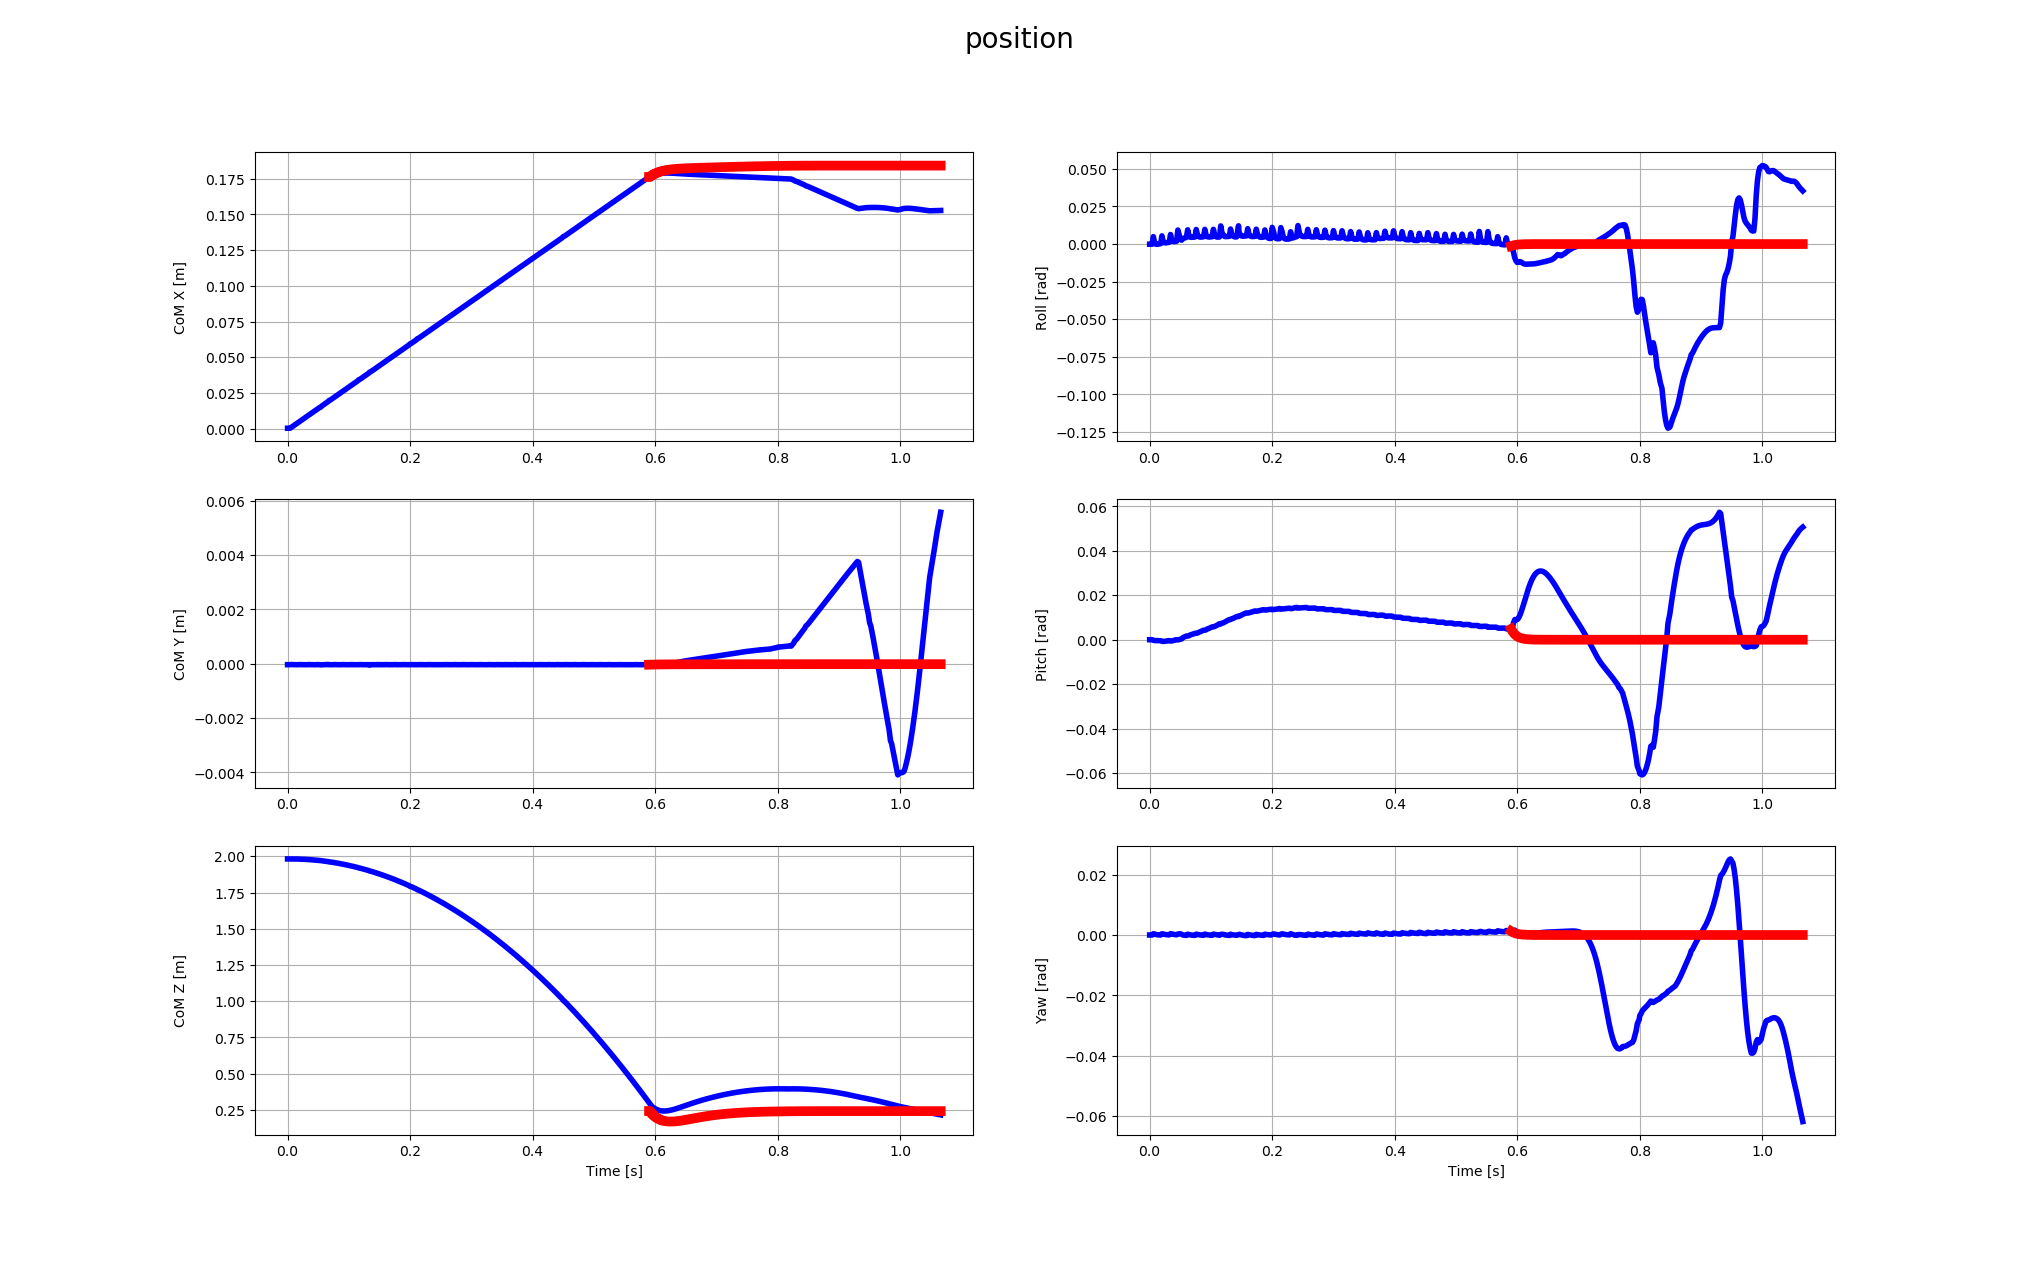 position
0.175
0.150
0.125
0.100
0.075
0.050
0.025
0.000
CoM X [m]
0.0 0.2 0.4 0.6 0.8 1.0
0.050
0.025
0.000
−0.025
−0.050
−0.075
−0.100
−0.125
Roll [rad]
0.0 0.2 0.4 0.6 0.8 1.0
0.006
0.004
0.002
0.000
−0.002
−0.004
CoM Y [m]
0.0 0.2 0.4 0.6 0.8 1.0
0.06
0.04
0.02
0.00
−0.02
−0.04
−0.06
Pitch [rad]
0.0 0.2 0.4 0.6 0.8 1.0
2.00
1.75
1.50
1.25
1.00
0.75
0.50
0.25
CoM Z [m]
0.0 0.2 0.4 0.6 0.8 1.0
Time [s]
0.02
0.00
−0.02
−0.04
−0.06
Yaw [rad]
0.0 0.2 0.4 0.6 0.8 1.0
Time [s]